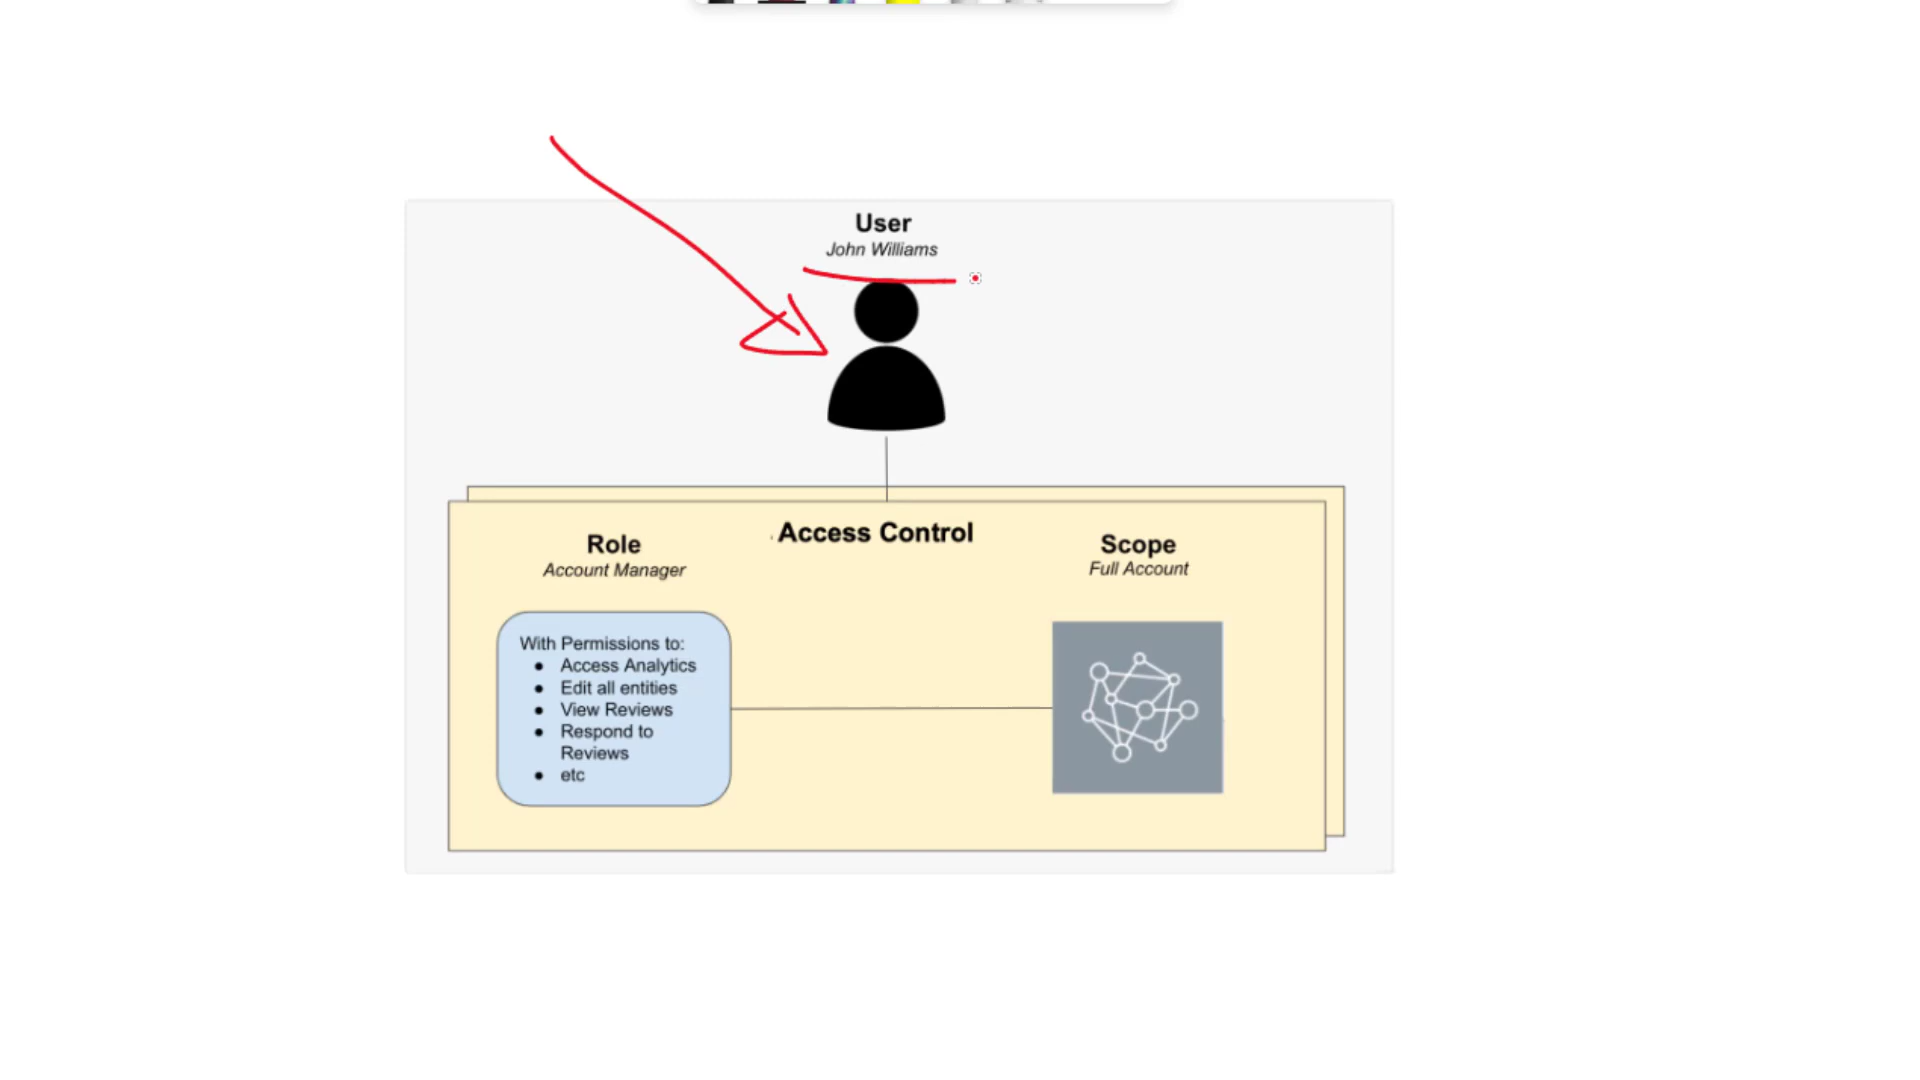 User
John Williams
Access Control
Role
Account Manager
Scope
Full Account
With Permissions to:
● Access Analytics
● Edit all entities
● View Reviews
● Respond to
Reviews
● etc